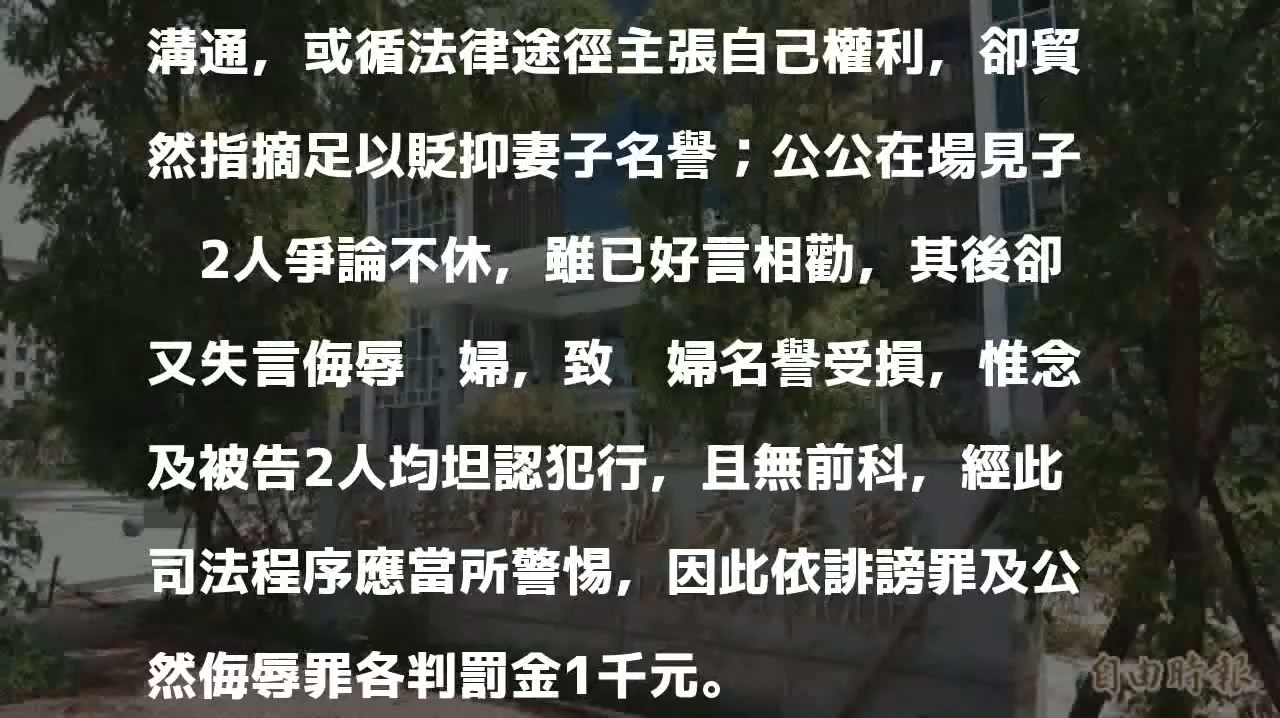 溝通，或循法律途徑主張自己權利，卻貿
然指摘足以貶抑妻子名譽；公公在場見子
2人爭論不休，雖已好言相勸，其後卻
又失言侮辱　婦，致　婦名譽受損，惟念
及被告2人均坦認犯行，且無前科，經此
司法程序應當所警惕，因此依誹謗罪及公
然侮辱罪各判罰金1千元。
自由時報